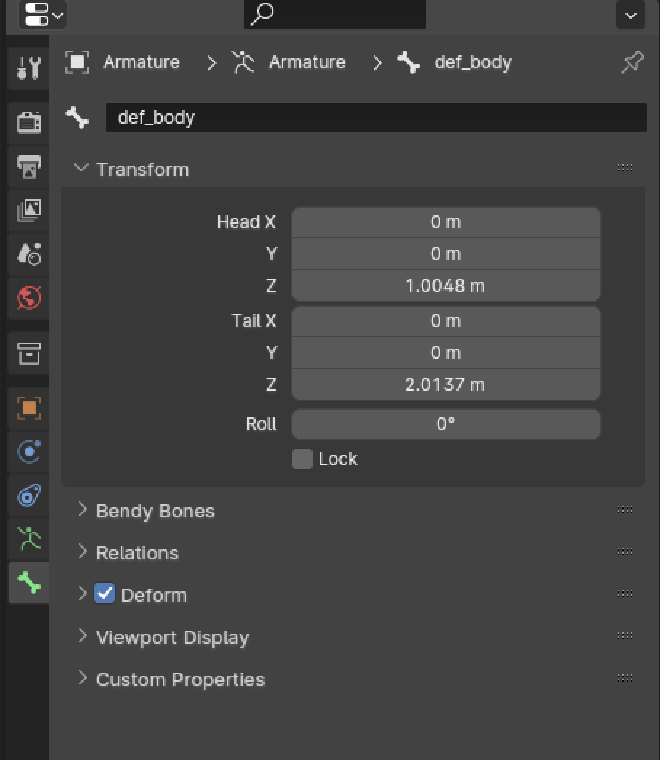 Armature > Armature > def_body
def_body
Transform
Head X 0 m
Y 0 m
Z 1.0048 m
Tail X 0 m
Y 0 m
Z 2.0137 m
Roll 0°
Lock
Bendy Bones
Relations
Deform
Viewport Display
Custom Properties